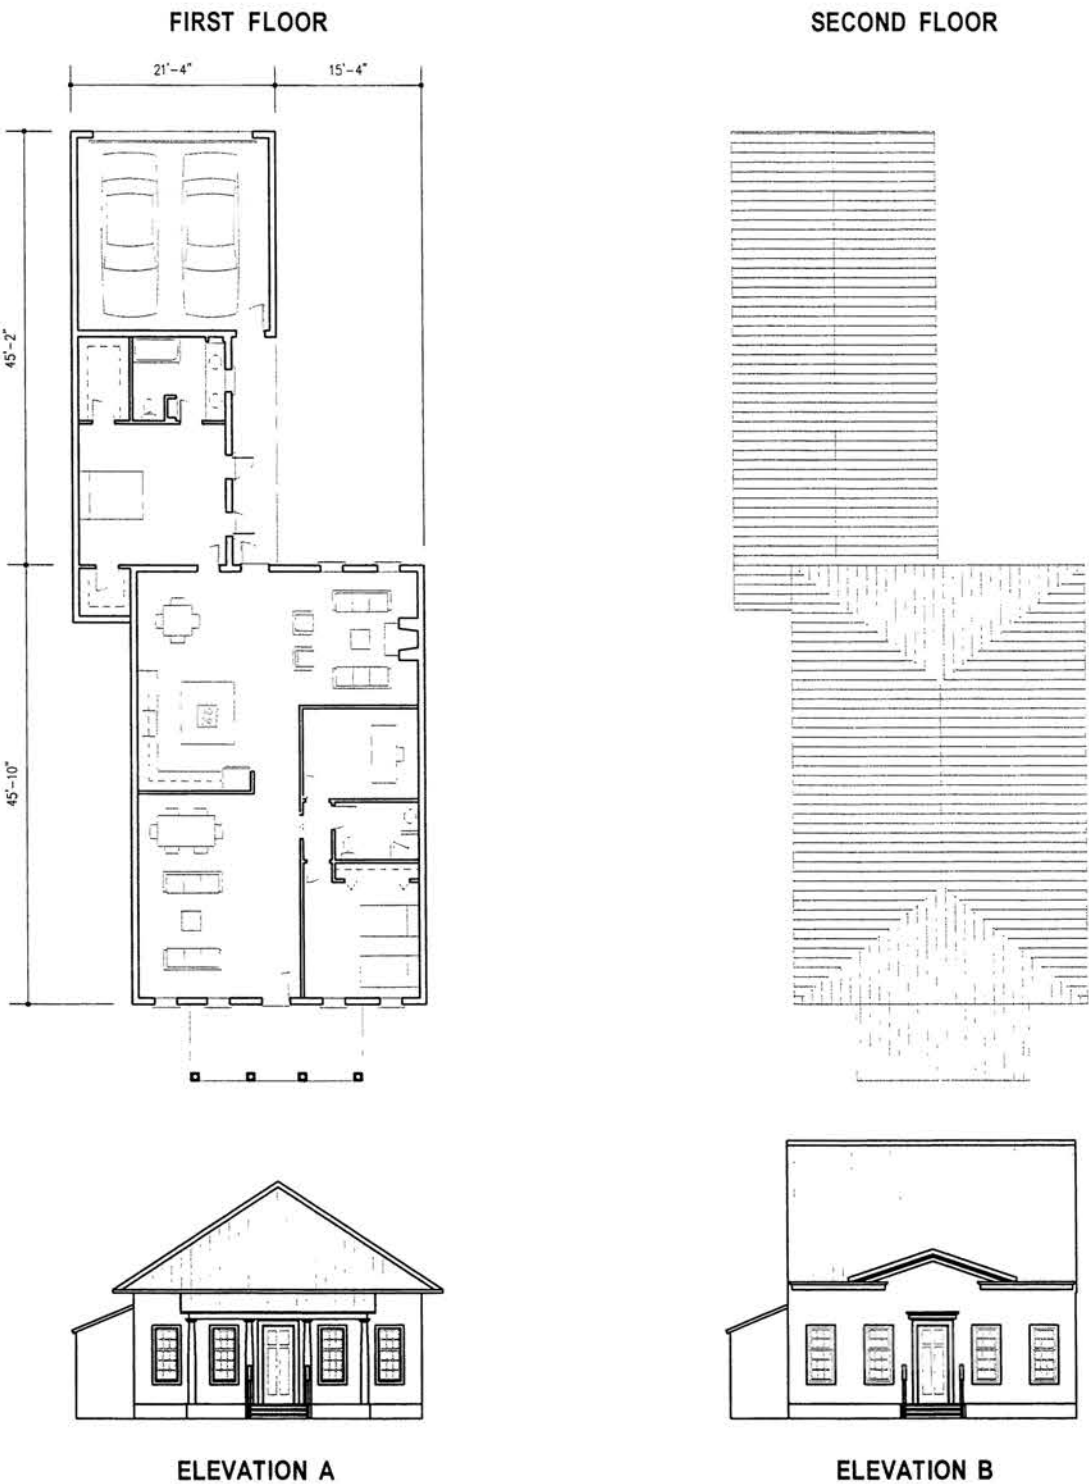 FIRST FLOOR
SECOND FLOOR
21'-4"
15'-4"
45'-2"
45'-10"
ELEVATION A
ELEVATION B